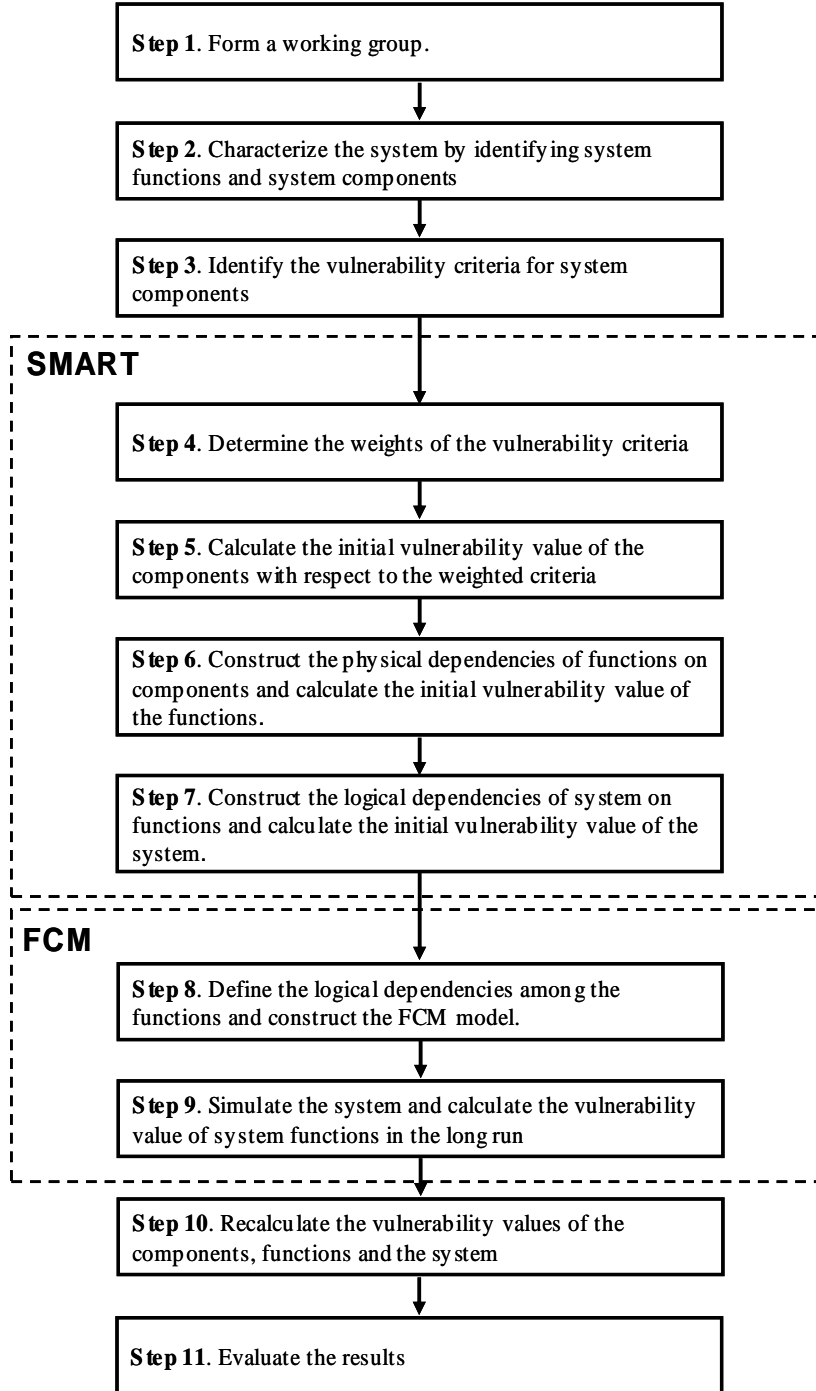 Step 1. Form a working group.
Step 2. Characterize the system by identifying system
functions and system components
Step 3. Identify the vulnerability criteria for system
components
SMART
Step 4. Determine the weights of the vulnerability criteria
Step 5. Calculate the initial vulnerability value of the
components with respect to the weighted criteria
Step 6. Construct the physical dependencies of functions on
components and calculate the initial vulnerability value of
the functions.
Step 7. Construct the logical dependencies of system on
functions and calculate the initial vulnerability value of the
system.
FCM
Step 8. Define the logical dependencies among the
functions and construct the FCM model.
Step 9. Simulate the system and calculate the vulnerability
value of system functions in the long run
Step 10. Recalculate the vulnerability values of the
components, functions and the system
Step 11. Evaluate the results